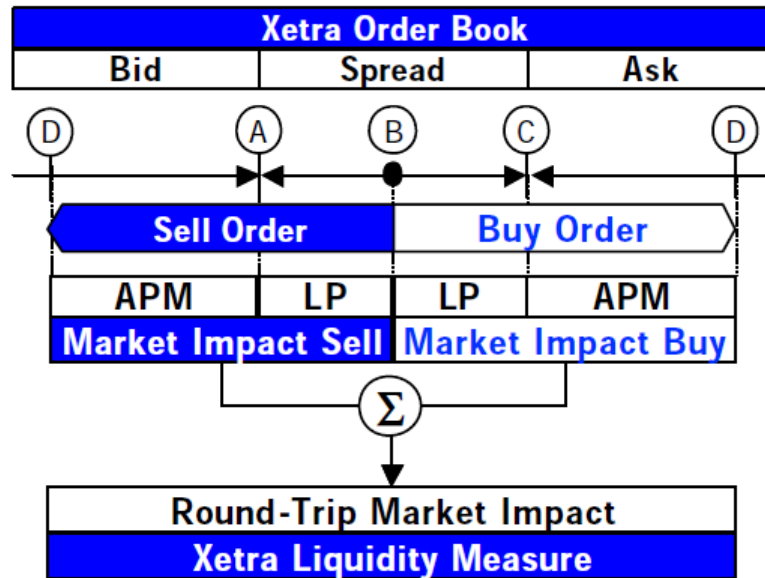 Xetra Order Book
Bid Spread Ask
D A B C D
Sell Order Buy Order
APM LP LP APM
Market Impact Sell Market Impact Buy
Σ
Round-Trip Market Impact
Xetra Liquidity Measure